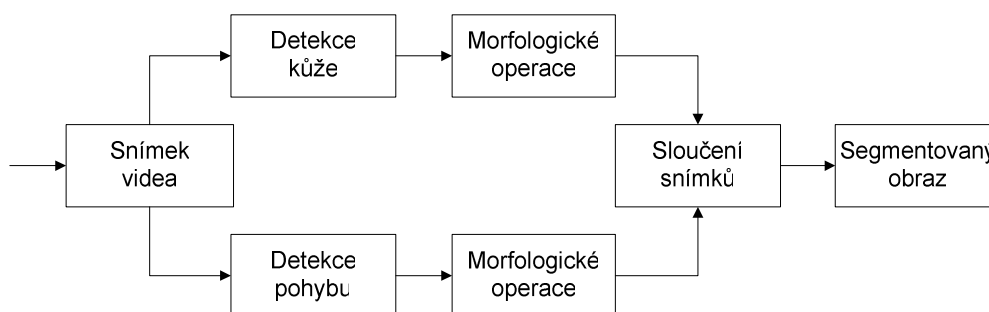 Detekce
kůže
Morfologické
operace
Snímek
videa
Sloučení
snímků
Segmentovaný
obraz
Detekce
pohybu
Morfologické
operace